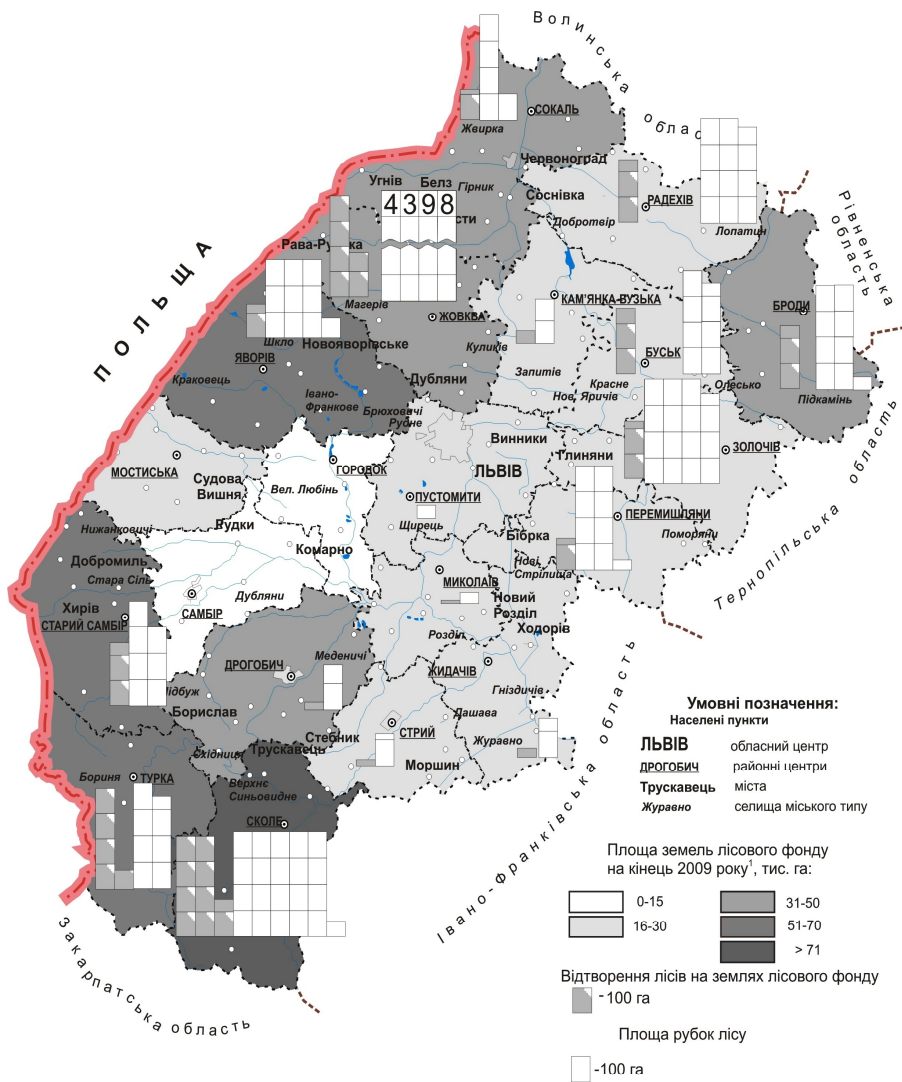 Волинська область
Рівненська область
ПОЛЬЩА
Жвирка
СОКАЛЬ
Червоноград
Угнів
Белз
Гірник
Соснівка
РАДЕХІВ
4398
Добротвір
Лопатин
Магерів
КАМ'ЯНКА-БУЗЬКА
БРОДИ
Шкло
ЖОВКВА
Новояворівське
Куликів
БУСЬК
ЯВОРІВ
Краковець
Івано-Франкове
Дубляни
Запитів
Красне
Олесько
Підкамінь
Брюховичі
Рудне
Нов. Яричів
Винники
Глиняни
ЗОЛОЧІВ
МОСТИСЬКА
ГОРОДОК
ЛЬВІВ
Судова Вишня
Вел. Любінь
ПУСТОМИТИ
Щирець
ПЕРЕМИШЛЯНИ
Поморяни
Нижанковичі
Рудки
Бібрка
Добромиль
Комарно
Нові Стрілища
Стара Сіль
МИКОЛАЇВ
Новий Розділ
Хирів
СТАРИЙ САМБІР
САМБІР
Дубляни
Розділ
Ходорів
Меденичі
ДРОГОБИЧ
ЖИДАЧІВ
Гніздичів
Борислав
Стебник
СТРИЙ
Дашава
Журавно
Трускавець
Східниця
Моршин
Бориня
ТУРКА
Верхнє Синьовидне
СКОЛЕ
Закарпатська область
Івано-Франківська область
Тернопільська область
Умовні позначення:
Населені пункти
ЛЬВІВ обласний центр
ДРОГОБИЧ районні центри
Трускавець міста
Журавно селища міського типу
Площа земель лісового фонду
на кінець 2009 року¹, тис. га:
0-15 31-50
16-30 51-70
> 71
Відтворення лісів на землях лісового фонду
-100 га
Площа рубок лісу
-100 га